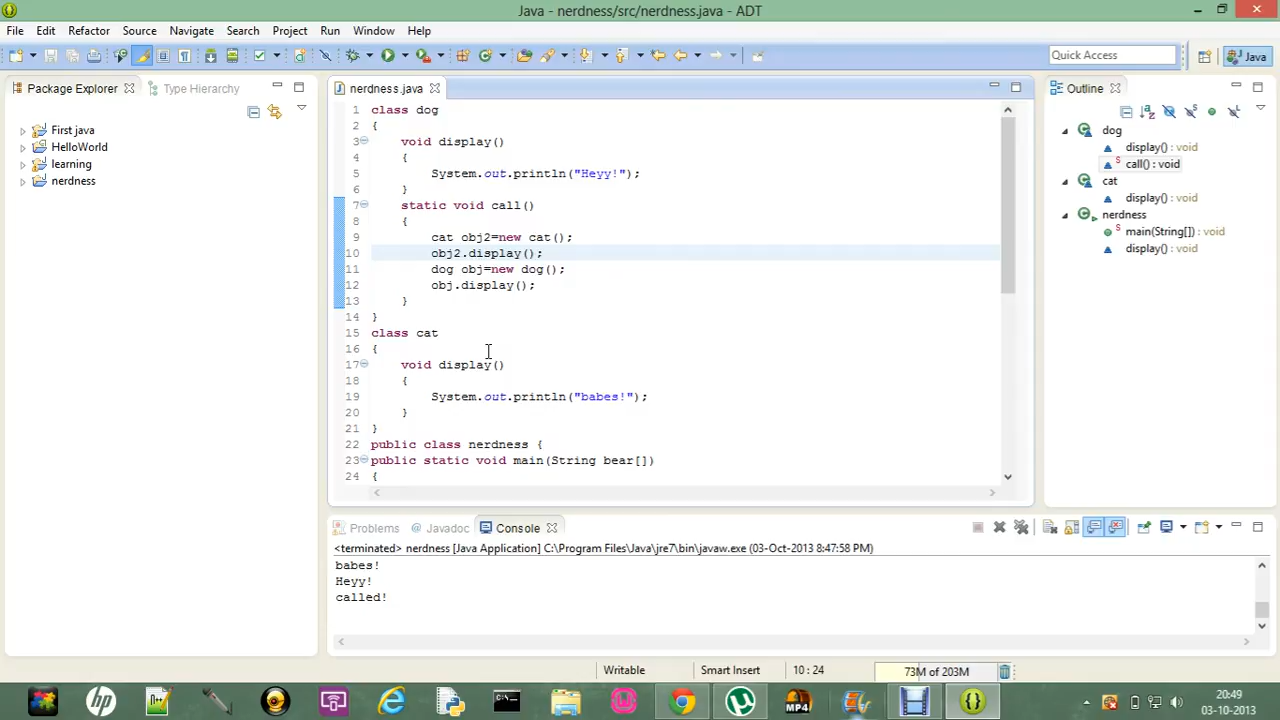 Java - nerdness/src/nerdness.java - ADT
File Edit Refactor Source Navigate Search Project Run Window Help
Quick Access
Java
Package Explorer
Type Hierarchy
First java
HelloWorld
learning
nerdness
nerdness.java
1 class dog
2 {
3 void display()
4 {
5 System.out.println("Heyy!");
6 }
7 static void call()
8 {
9 cat obj2=new cat();
10 obj2.display();
11 dog obj=new dog();
12 obj.display();
13 }
14 }
15 class cat
16 {
17 void display()
18 {
19 System.out.println("babes!");
20 }
21 }
22 public class nerdness {
23 public static void main(String bear[])
24 {
Outline
dog
display() : void
call() : void
cat
display() : void
nerdness
main(String[]) : void
display() : void
Problems
@ Javadoc
Console
<terminated> nerdness [Java Application] C:\Program Files\Java\jre7\bin\javaw.exe (03-Oct-2013 8:47:58 PM)
babes!
Heyy!
called!
Writable
Smart Insert
10 : 24
73M of 203M
hp
MP4
20:49
03-10-2013